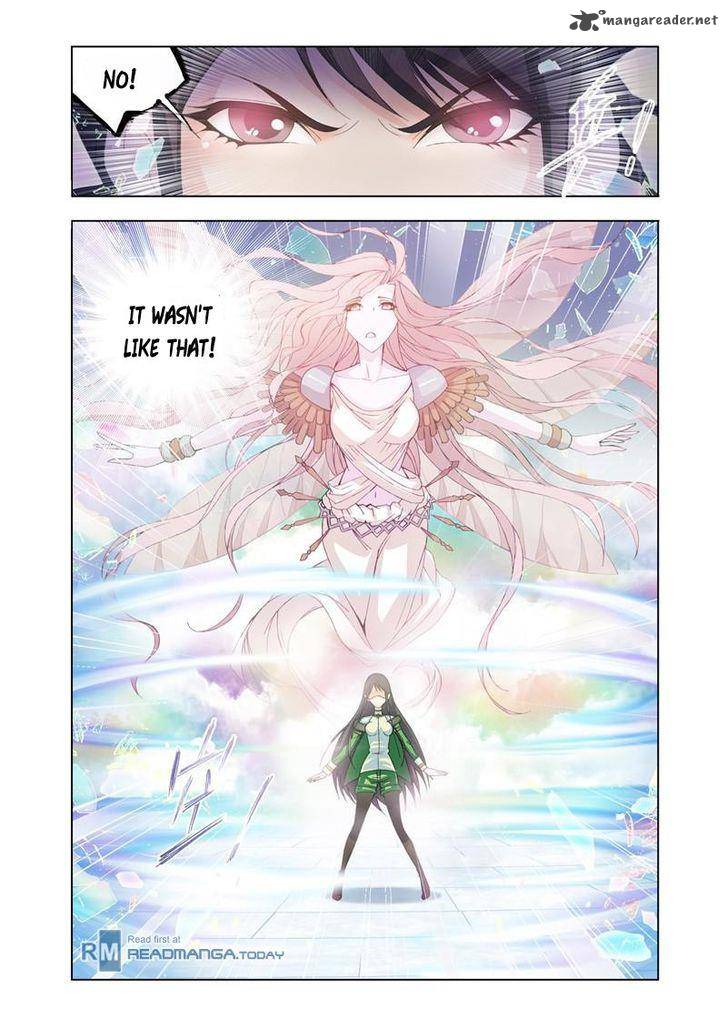 mangareader.net
NO!
IT WASN'T
LIKE THAT!
RM
Read first at
READMANGA.TODAY